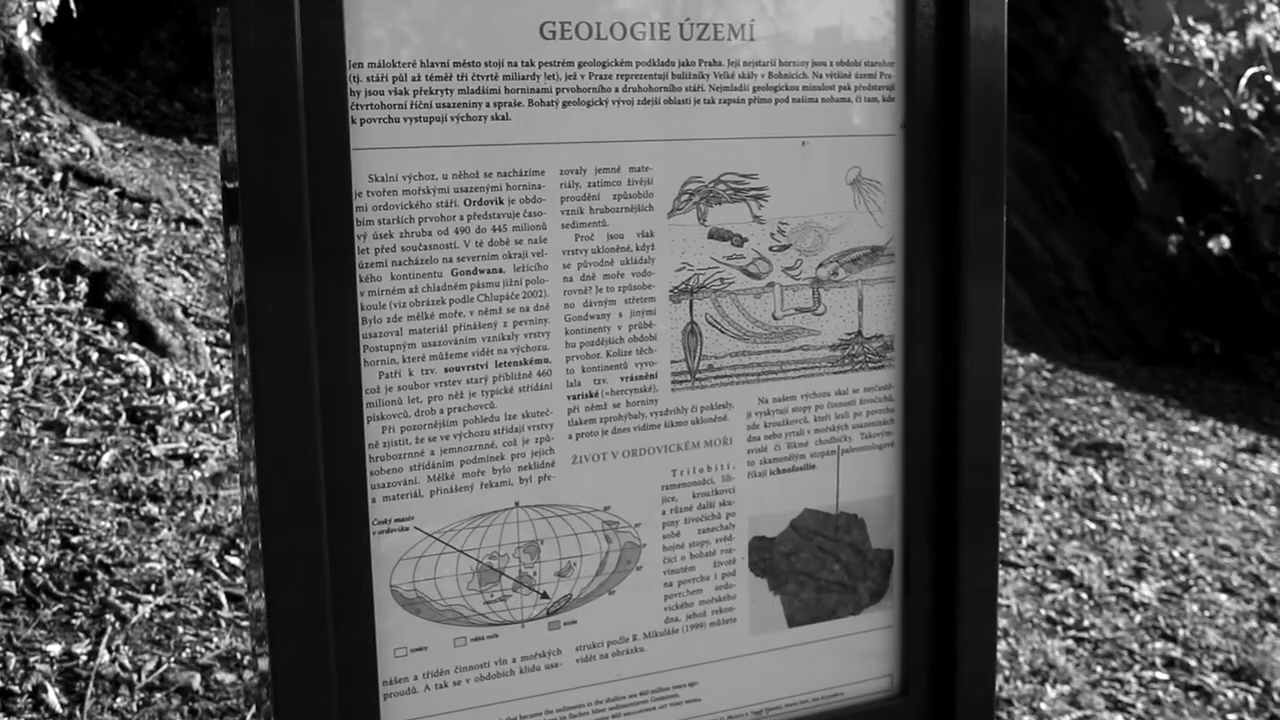 GEOLOGIE ÚZEMÍ
Jen málokteré hlavní město stojí na tak pestrém geologickém podkladu jako Praha. Její nejstarší horniny jsou z období starohor
(tj. stáří půl až téměř tři čtvrtě miliardy let), jež v Praze reprezentují buližníky Velké skály v Bohnicích. Na většině území Pra-
hy jsou však překryty mladšími horninami prvohorního a druhohorního stáří. Nejmladší geologickou minulost pak představují
čtvrtohorní říční usazeniny a spraše. Bohatý geologický vývoj zdejší oblasti je tak zapsán přímo pod našima nohama, či tam, kde
k povrchu vystupují výchozy skal.
Skalní výchoz, u něhož se nacházíme
je tvořen mořskými usazenými hornina-
mi ordovického stáří. Ordovik je obdo-
bím starších prvohor a představuje časo-
vý úsek zhruba od 490 do 445 milionů
let před současností. V té době se naše
území nacházelo na severním okraji vel-
kého kontinentu Gondwana, ležícího
v mírném až chladném pásmu jižní polo-
koule (viz obrázek podle Chlupáče 2002).
Bylo zde mělké moře, v němž se na dně
usazoval materiál přinášený z pevniny.
Postupným usazováním vznikaly vrstvy
hornin, které můžeme vidět na výchozu.
Patří k tzv. souvrství letenskému,
což je soubor vrstev starý přibližně 460
milionů let, pro nějž je typické střídání
pískovců, drob a prachovců.
Při pozornějším pohledu lze skuteč-
ně zjistit, že se ve výchozu střídají vrstvy
hrubozrnné a jemnozrnné, což je způ-
sobeno střídáním podmínek pro jejich
usazování. Mělké moře bylo neklidné
a materiál, přinášený řekami, byl pře-
Český masiv
v ordoviku
oceány
mělká moře
souše
nášen a tříděn činností vln a mořských
proudů. A tak se v obdobích klidu usa-
zovaly jemné mate-
riály, zatímco živější
proudění způsobilo
vznik hrubozrnějších
sedimentů.
Proč jsou však
vrstvy ukloněné, když
se původně ukládaly
na dně moře vodo-
rovně? Je to způsobe-
no dávným střetem
Gondwany s jinými
kontinenty v průbě-
hu pozdějších období
prvohor. Kolize těch-
to kontinentů vyvo-
lala tzv. vrásnění
variské (=hercynské),
při němž se horniny
tlakem zprohýbaly, vyzdvihly či poklesly,
a proto je dnes vidíme šikmo ukloněné.
ŽIVOT V ORDOVICKÉM MOŘI
Trilobiti,
ramenonožci, lili-
jice, kroužkovci
a různé další sku-
piny živočichů po
sobě zanechaly
hojné stopy, svěd-
čící o bohatě roz-
vinutém životě
na povrchu i pod
povrchem ordo-
vického mořského
dna, jehož rekon-
strukci podle R. Mikuláše (1999) můžete
vidět na obrázku.
Na našem výchozu skal se nejčastě-
ji vyskytují stopy po činnosti živočichů,
zde kroužkovců, kteří lezli po povrchu
dna nebo vrtali v mořských usazeninách
svislé či šikmé chodbičky. Takovým-
to zkamenělým stopám paleontologové
říkají ichnofosilie.
that became the sediments in the shallow sea 460 million years ago.